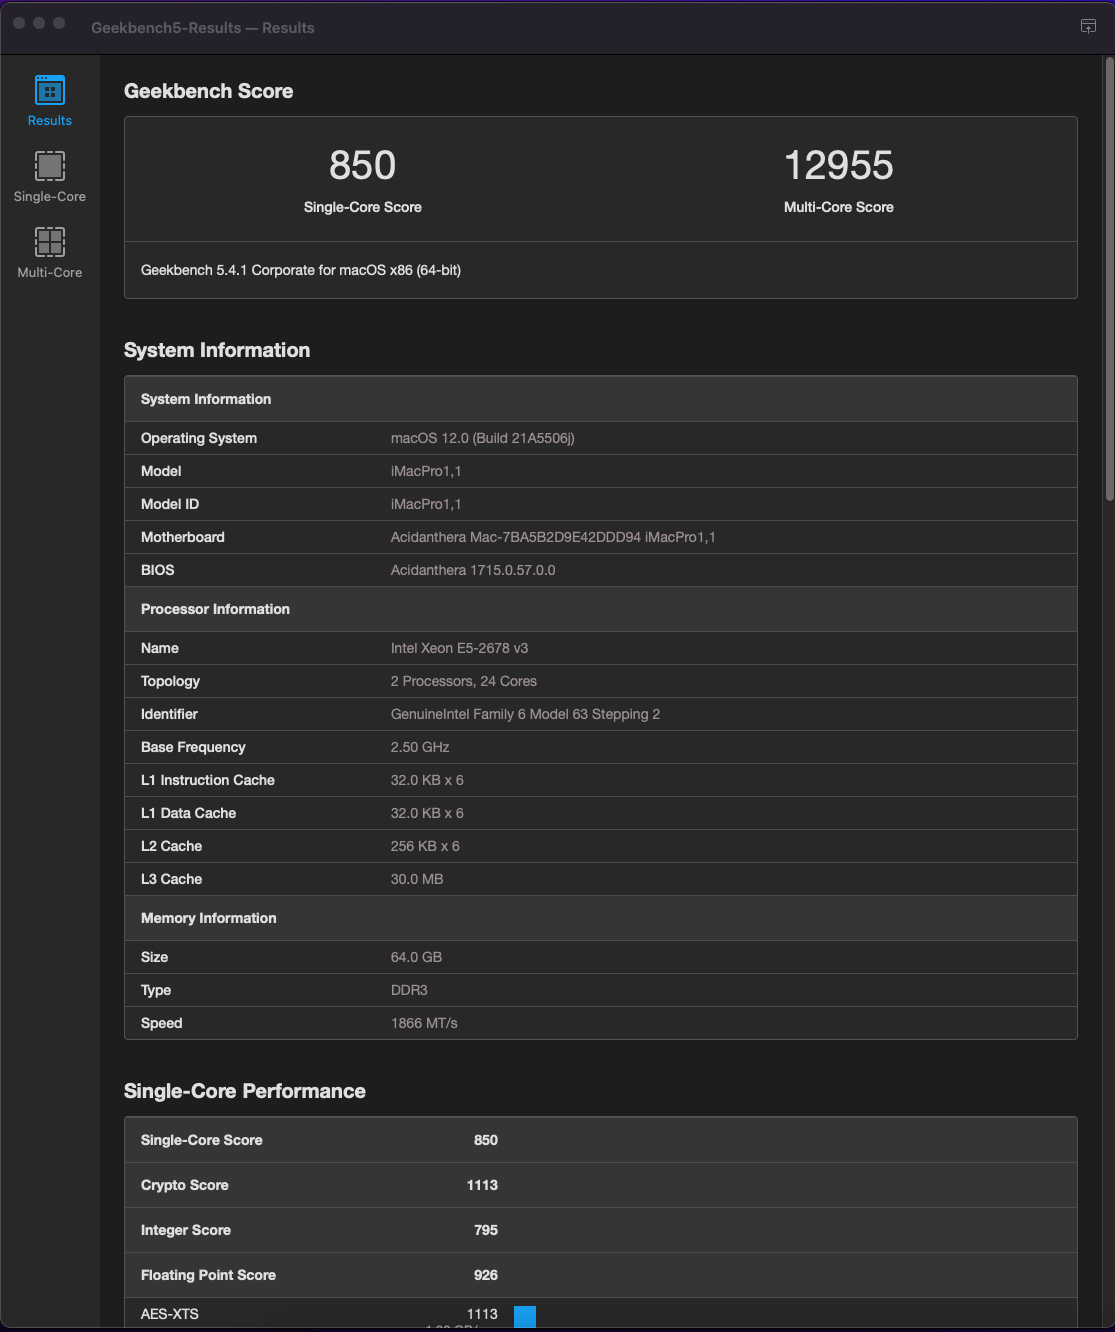 Geekbench5-Results — Results
Results
Single-Core
Multi-Core
Geekbench Score
850
Single-Core Score
12955
Multi-Core Score
Geekbench 5.4.1 Corporate for macOS x86 (64-bit)
System Information
System Information
Operating System macOS 12.0 (Build 21A5506j)
Model iMacPro1,1
Model ID iMacPro1,1
Motherboard Acidanthera Mac-7BA5B2D9E42DDD94 iMacPro1,1
BIOS Acidanthera 1715.0.57.0.0
Processor Information
Name Intel Xeon E5-2678 v3
Topology 2 Processors, 24 Cores
Identifier GenuineIntel Family 6 Model 63 Stepping 2
Base Frequency 2.50 GHz
L1 Instruction Cache 32.0 KB x 6
L1 Data Cache 32.0 KB x 6
L2 Cache 256 KB x 6
L3 Cache 30.0 MB
Memory Information
Size 64.0 GB
Type DDR3
Speed 1866 MT/s
Single-Core Performance
Single-Core Score 850
Crypto Score 1113
Integer Score 795
Floating Point Score 926
AES-XTS 1113